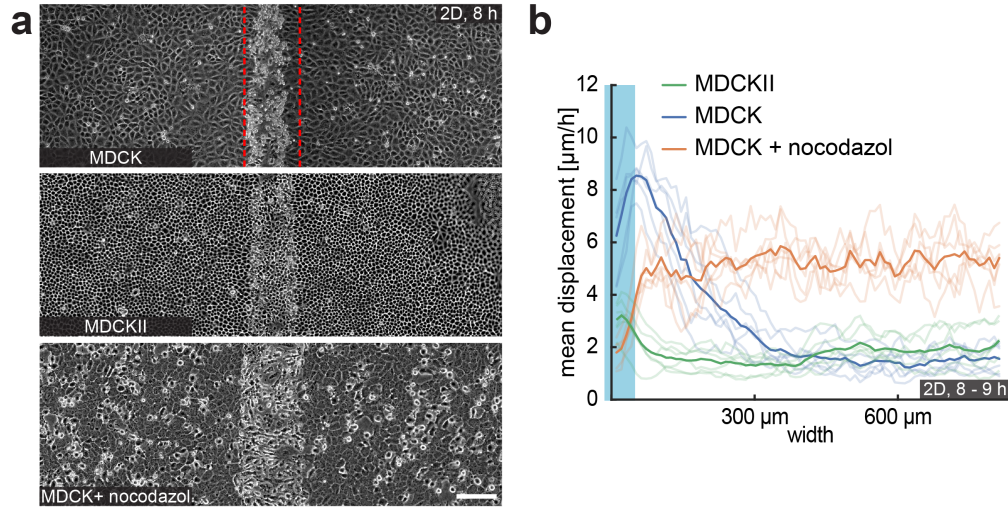 a
2D, 8 h
MDCK
MDCKII
MDCK+ nocodazol
b
MDCKII
MDCK
MDCK + nocodazol
mean displacement [µm/h]
12
10
8
6
4
2
0
2D, 8 - 9 h
300 µm
600 µm
width